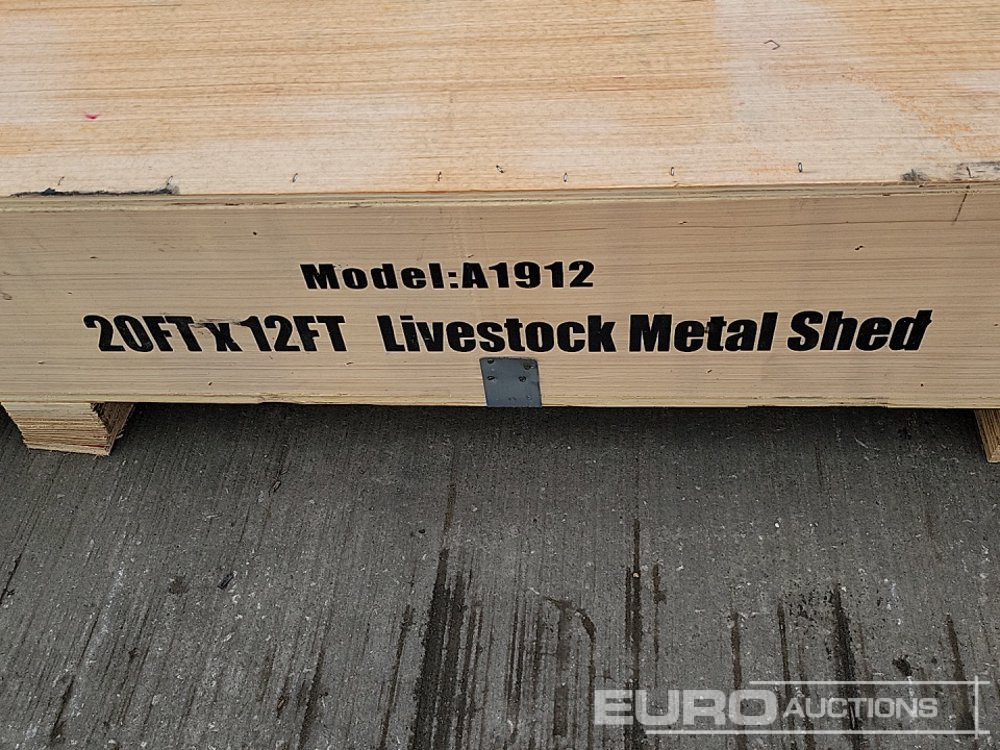 Model:A1912
20FT x 12FT Livestock Metal Shed
EURO AUCTIONS